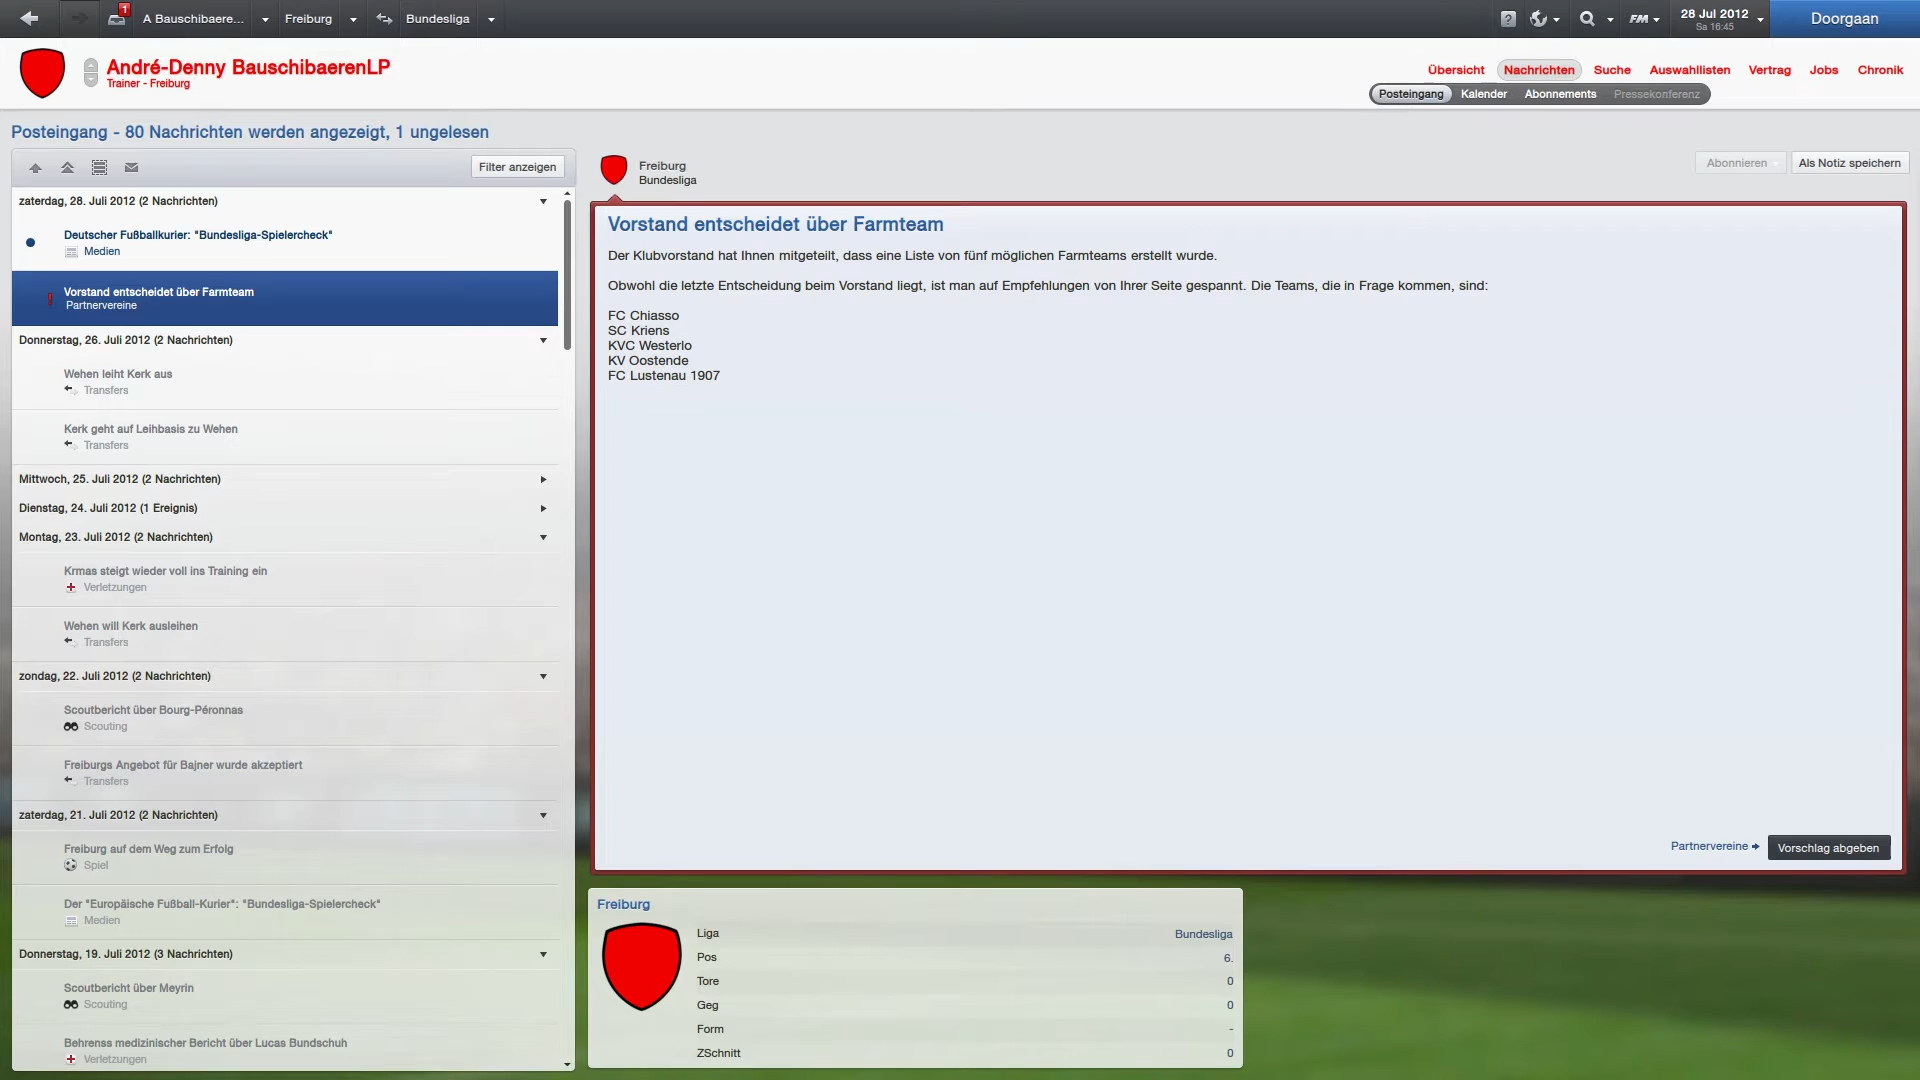 1
A Bauschibaere...
Freiburg
Bundesliga
?
FM
28 Jul 2012
Sa 16:45
Doorgaan
André-Denny BauschibaerenLP
Trainer - Freiburg
Übersicht
Nachrichten
Suche
Auswahllisten
Vertrag
Jobs
Chronik
Posteingang
Kalender
Abonnements
Pressekonferenz
Posteingang - 80 Nachrichten werden angezeigt, 1 ungelesen
Filter anzeigen
zaterdag, 28. Juli 2012 (2 Nachrichten)
Deutscher Fußballkurier: "Bundesliga-Spielercheck"
Medien
Vorstand entscheidet über Farmteam
Partnervereine
Donnerstag, 26. Juli 2012 (2 Nachrichten)
Wehen leiht Kerk aus
Transfers
Kerk geht auf Leihbasis zu Wehen
Transfers
Mittwoch, 25. Juli 2012 (2 Nachrichten)
Dienstag, 24. Juli 2012 (1 Ereignis)
Montag, 23. Juli 2012 (2 Nachrichten)
Krmas steigt wieder voll ins Training ein
Verletzungen
Wehen will Kerk ausleihen
Transfers
zondag, 22. Juli 2012 (2 Nachrichten)
Scoutbericht über Bourg-Péronnas
Scouting
Freiburgs Angebot für Bajner wurde akzeptiert
Transfers
zaterdag, 21. Juli 2012 (2 Nachrichten)
Freiburg auf dem Weg zum Erfolg
Spiel
Der "Europäische Fußball-Kurier": "Bundesliga-Spielercheck"
Medien
Donnerstag, 19. Juli 2012 (3 Nachrichten)
Scoutbericht über Meyrin
Scouting
Behrenss medizinischer Bericht über Lucas Bundschuh
Verletzungen
Freiburg
Bundesliga
Abonnieren
Als Notiz speichern
Vorstand entscheidet über Farmteam
Der Klubvorstand hat Ihnen mitgeteilt, dass eine Liste von fünf möglichen Farmteams erstellt wurde.
Obwohl die letzte Entscheidung beim Vorstand liegt, ist man auf Empfehlungen von Ihrer Seite gespannt. Die Teams, die in Frage kommen, sind:
FC Chiasso
SC Kriens
KVC Westerlo
KV Oostende
FC Lustenau 1907
Partnervereine
Vorschlag abgeben
Freiburg
Liga Bundesliga
Pos 6.
Tore 0
Geg 0
Form -
ZSchnitt 0